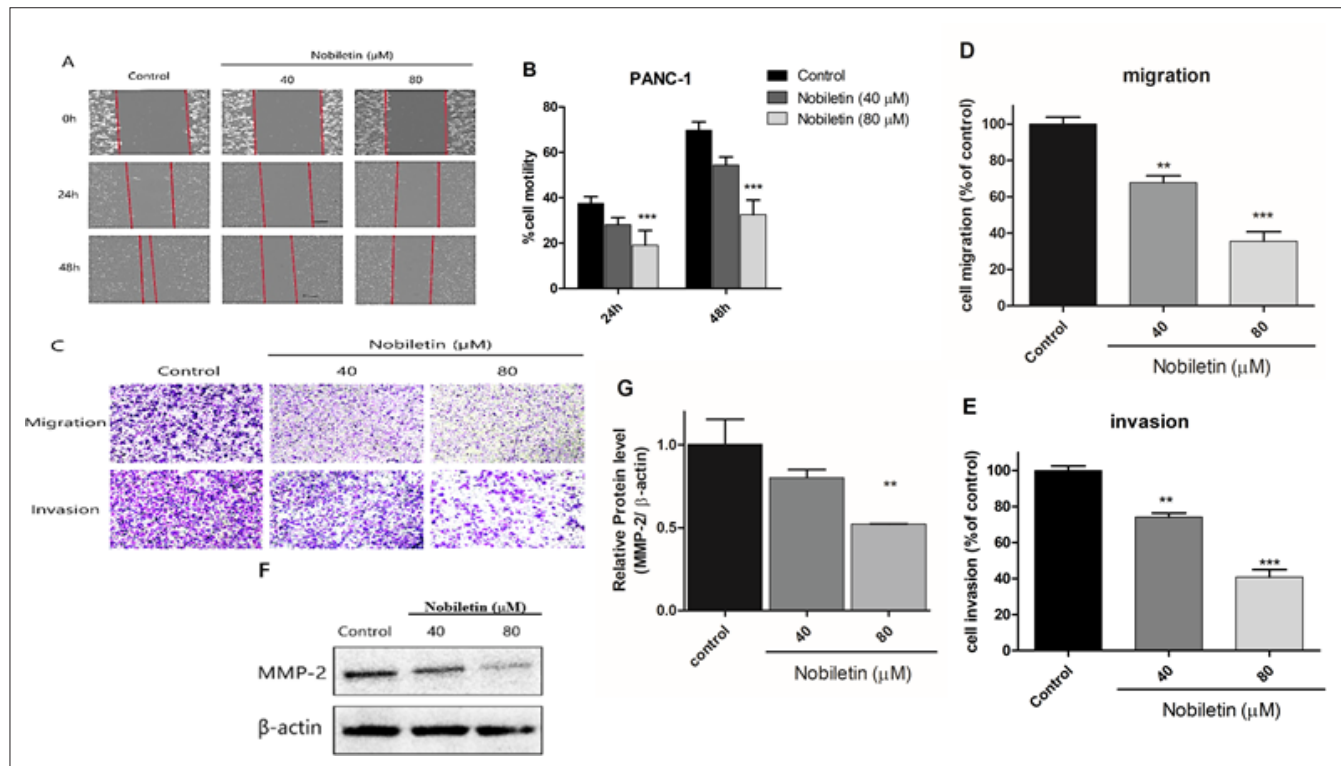 A
Nobiletin (μM)
Control
40
80
0h
24h
48h
B
PANC-1
Control
Nobiletin (40 μM)
Nobiletin (80 μM)
%cell motility
80
60
40
20
0
***
***
24h
48h
C
Nobiletin (μM)
Control
40
80
Migration
Invasion
D
migration
cell migration (% of control)
100
80
60
40
20
0
**
***
Control
40
80
Nobiletin (μM)
E
invasion
cell invasion (% of control)
100
80
60
40
20
0
**
***
Control
40
80
Nobiletin (μM)
F
Nobiletin (μM)
Control
40
80
MMP-2
β-actin
G
Relative Protein level
(MMP-2/ β-actin)
1.0
0.5
0.0
**
control
40
80
Nobiletin (μM)